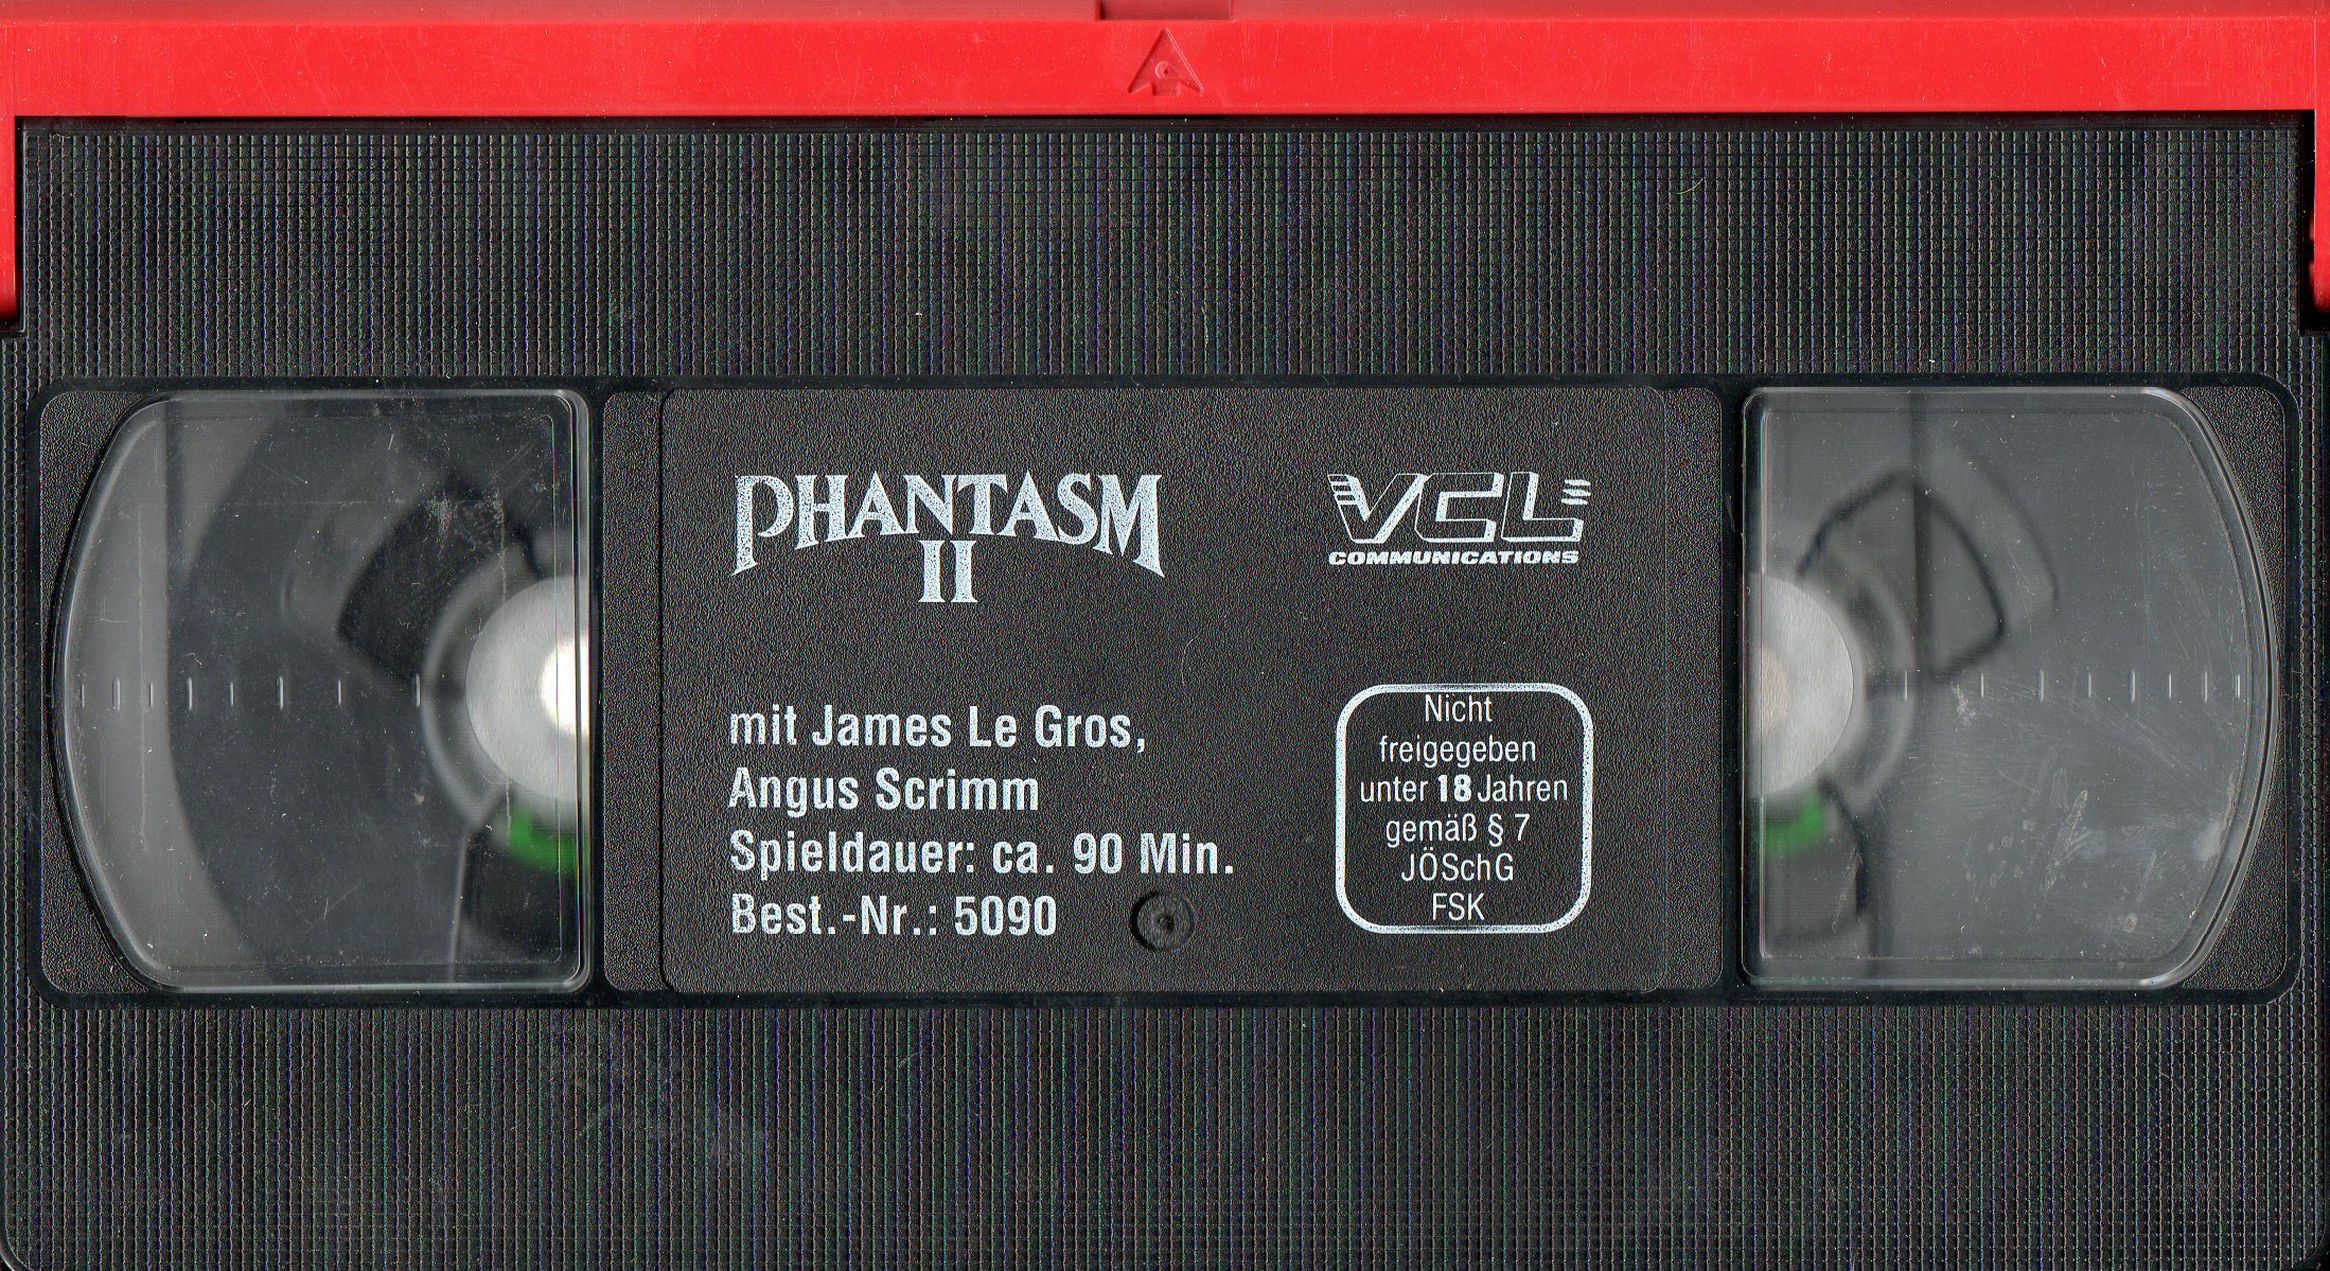 PHANTASM
II
VCL
COMMUNICATIONS
mit James Le Gros,
Angus Scrimm
Spieldauer: ca. 90 Min.
Best.-Nr.: 5090
Nicht
freigegeben
unter 18 Jahren
gemäß § 7
JÖSchG
FSK